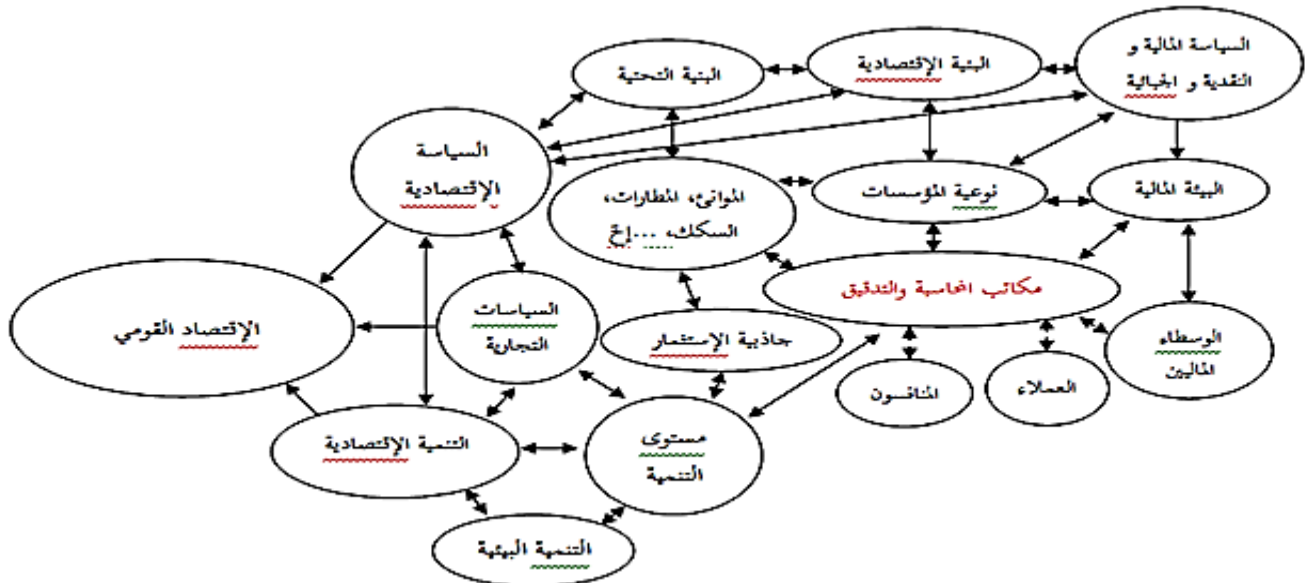 السياسة المالية و
النقدية و الجبائية
البنية الإقتصادية
البنية التحتية
السياسة
الإقتصادية
الموانئ، المطارات،
السكك، ...إلخ
نوعية المؤسسات
البيئة المالية
مكاتب المحاسبة والتدقيق
السياسات
التجارية
الإقتصاد القومي
جاذبية الإستثمار
الوسطاء
الماليين
العملاء
المنافسون
مستوى
التنمية
التنمية الإقتصادية
التنمية البيئية